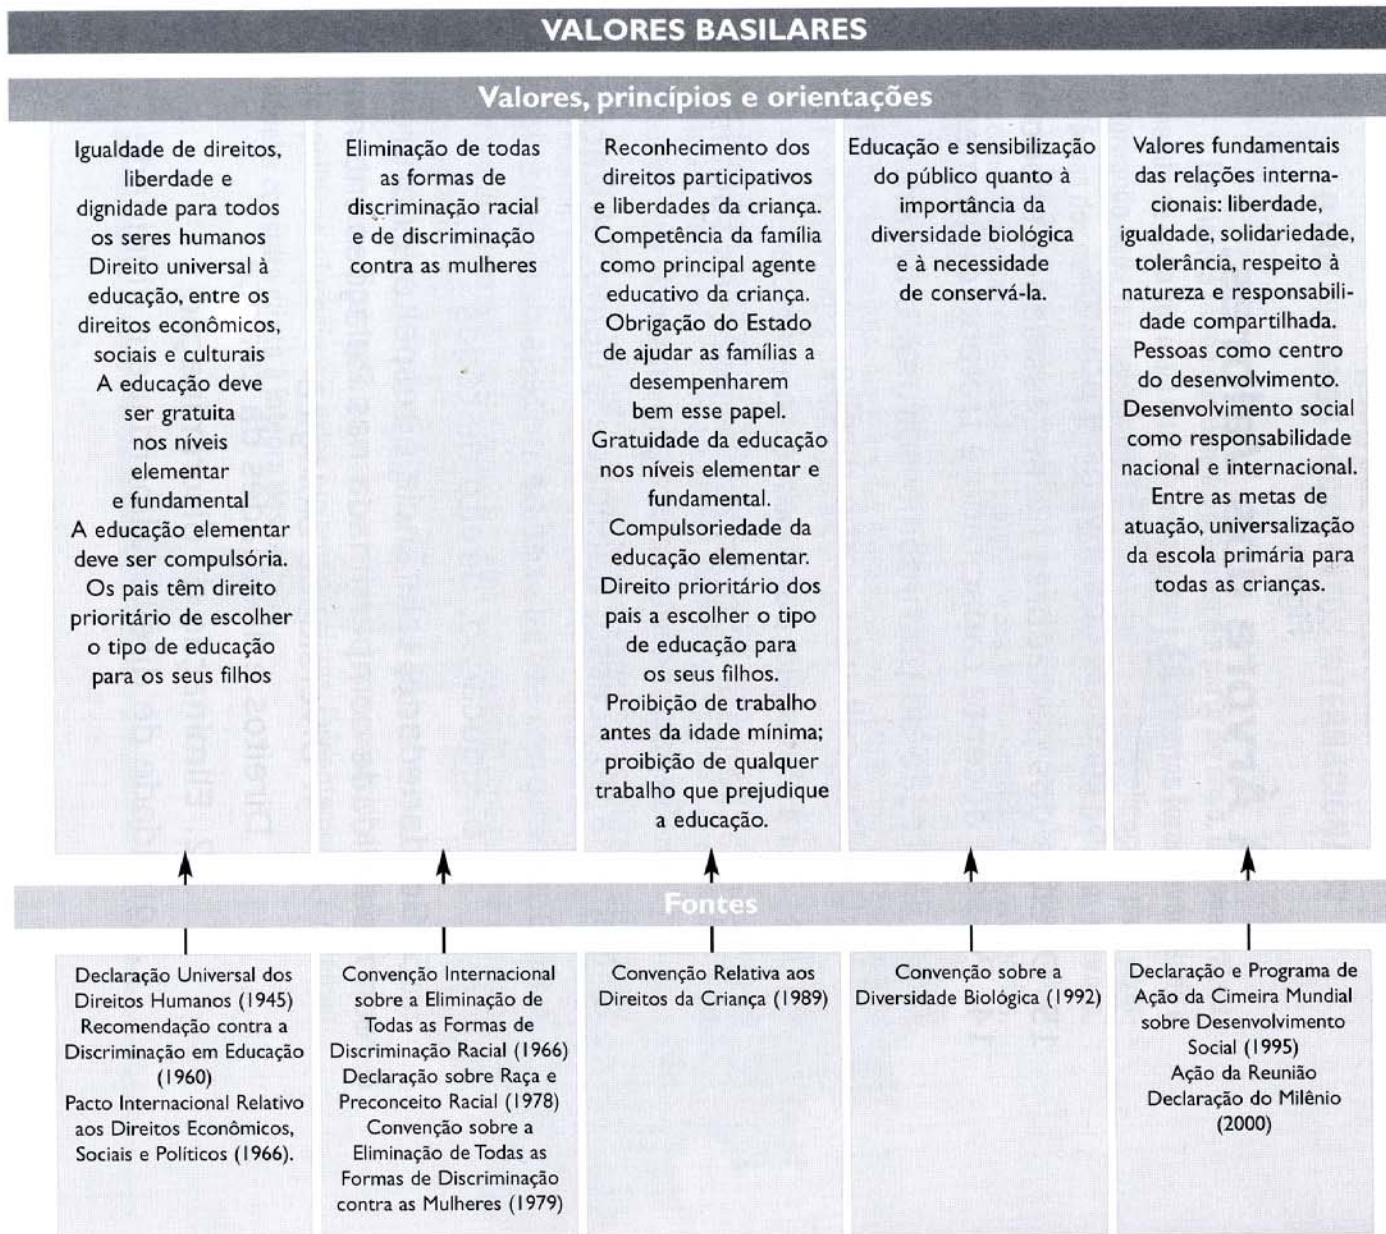 VALORES BASILARES
Valores, princípios e orientações
Igualdade de direitos,
liberdade e
dignidade para todos
os seres humanos
Direito universal à
educação, entre os
direitos econômicos,
sociais e culturais
A educação deve
ser gratuita
nos níveis
elementar
e fundamental
A educação elementar
deve ser compulsória.
Os pais têm direito
prioritário de escolher
o tipo de educação
para os seus filhos
Eliminação de todas
as formas de
discriminação racial
e de discriminação
contra as mulheres
Reconhecimento dos
direitos participativos
e liberdades da criança.
Competência da família
como principal agente
educativo da criança.
Obrigação do Estado
de ajudar as famílias a
desempenharem
bem esse papel.
Gratuidade da educação
nos níveis elementar e
fundamental.
Compulsoriedade da
educação elementar.
Direito prioritário dos
pais a escolher o tipo
de educação para
os seus filhos.
Proibição de trabalho
antes da idade mínima;
proibição de qualquer
trabalho que prejudique
a educação.
Educação e sensibilização
do público quanto à
importância da
diversidade biológica
e à necessidade
de conservá-la.
Valores fundamentais
das relações interna-
cionais: liberdade,
igualdade, solidariedade,
tolerância, respeito à
natureza e responsabili-
dade compartilhada.
Pessoas como centro
do desenvolvimento.
Desenvolvimento social
como responsabilidade
nacional e internacional.
Entre as metas de
atuação, universalização
da escola primária para
todas as crianças.
Fontes
Declaração Universal dos
Direitos Humanos (1945)
Recomendação contra a
Discriminação em Educação
(1960)
Pacto Internacional Relativo
aos Direitos Econômicos,
Sociais e Políticos (1966).
Convenção Internacional
sobre a Eliminação de
Todas as Formas de
Discriminação Racial (1966)
Declaração sobre Raça e
Preconceito Racial (1978)
Convenção sobre a
Eliminação de Todas as
Formas de Discriminação
contra as Mulheres (1979)
Convenção Relativa aos
Direitos da Criança (1989)
Convenção sobre a
Diversidade Biológica (1992)
Declaração e Programa de
Ação da Cimeira Mundial
sobre Desenvolvimento
Social (1995)
Ação da Reunião
Declaração do Milênio
(2000)